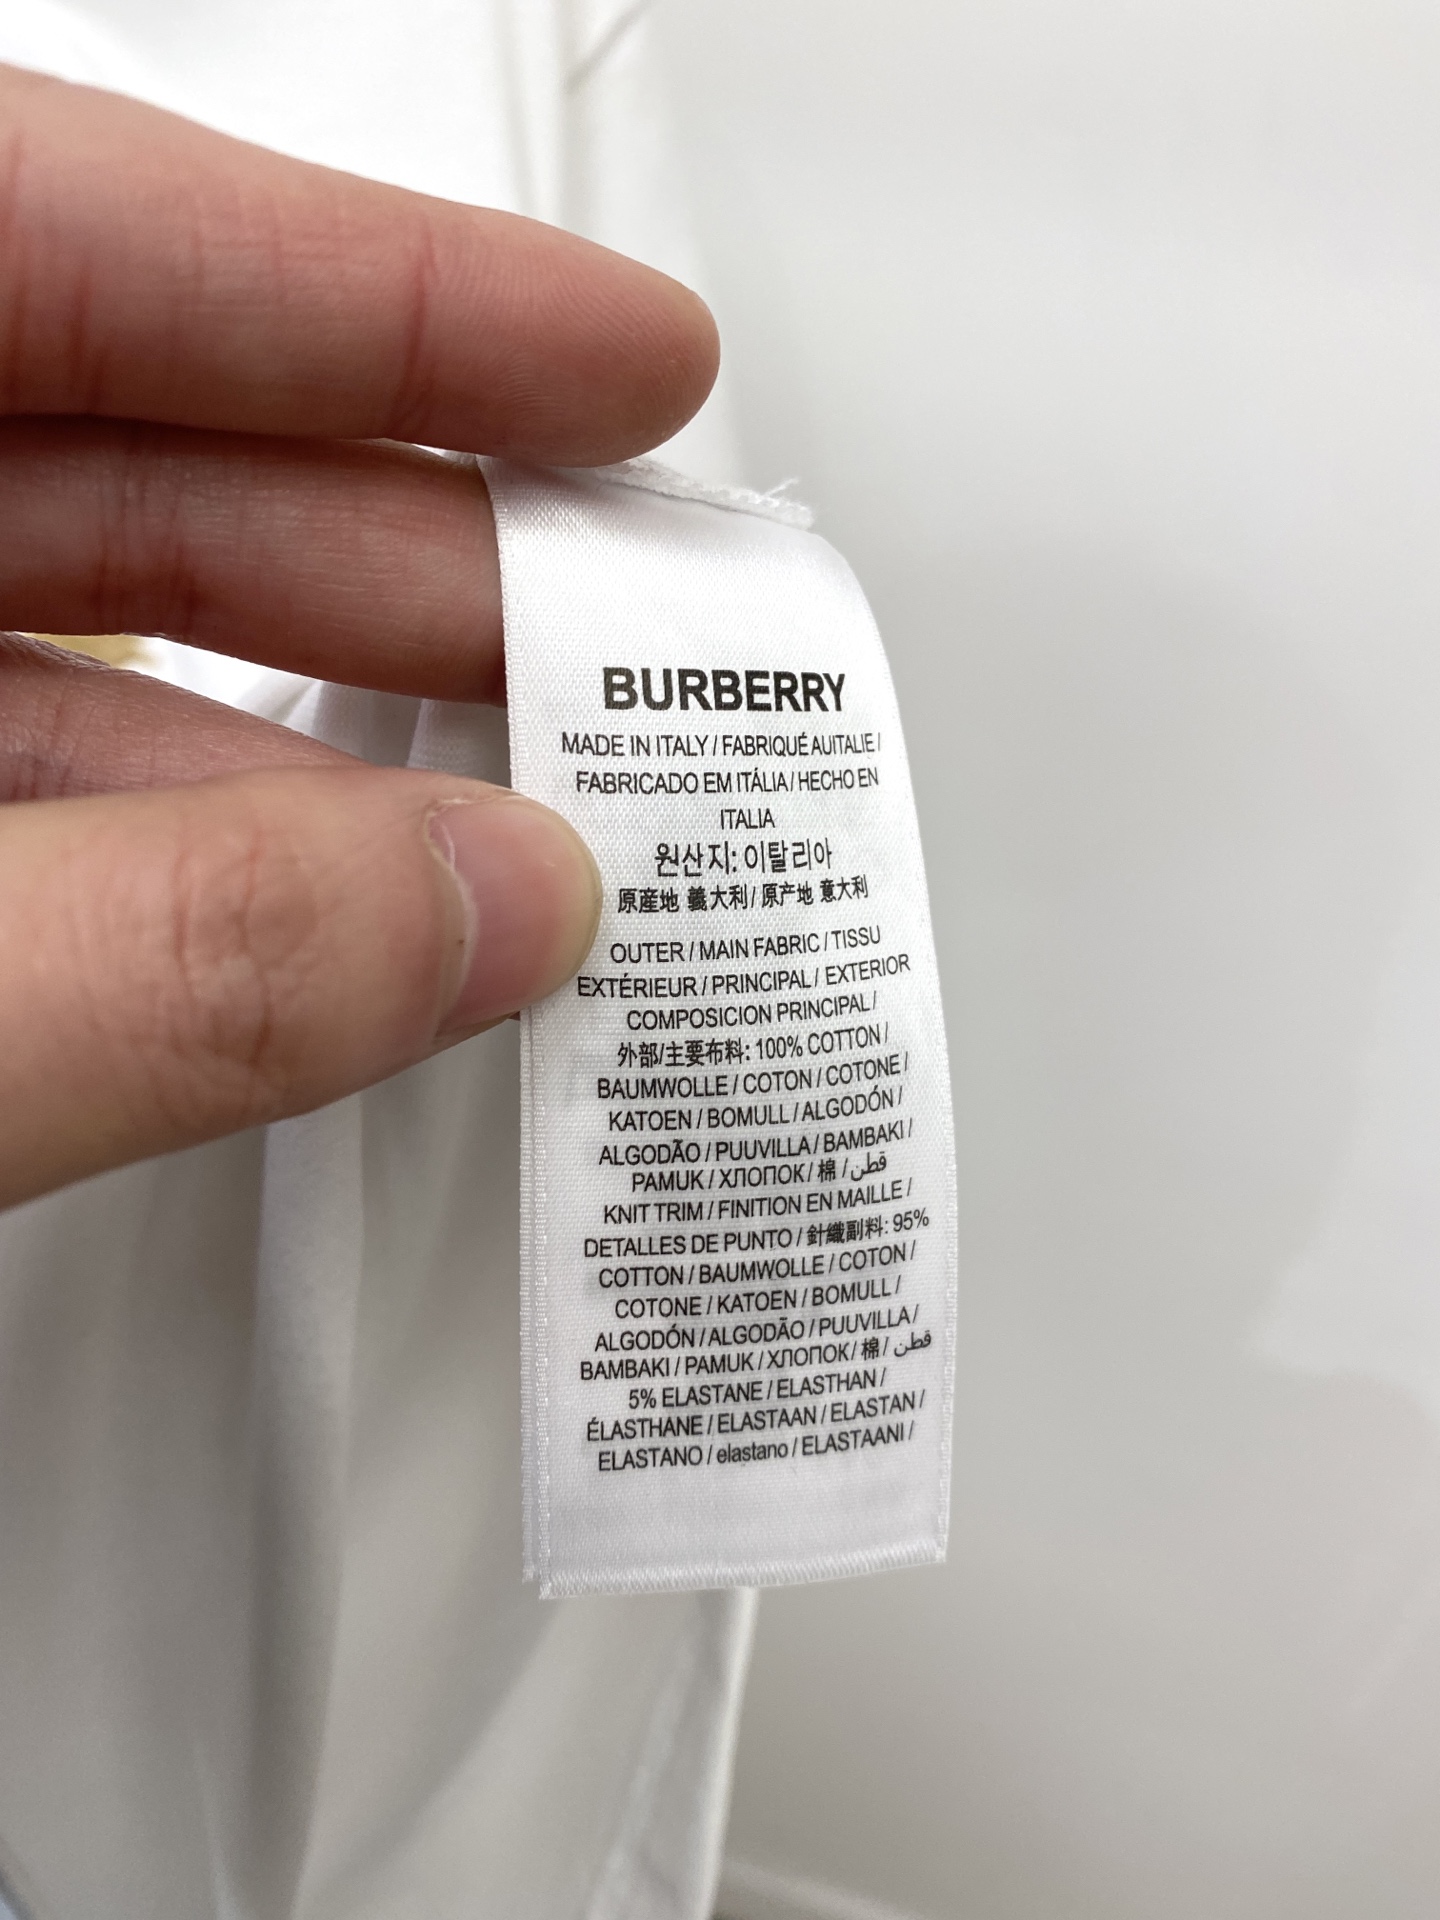 BURBERRY
MADE IN ITALY / FABRIQUÉ AUITALIE /
FABRICADO EM ITÁLIA / HECHO EN
ITALIA
원산지: 이탈리아
原産地 義大利 / 原产地 意大利
OUTER / MAIN FABRIC / TISSU
EXTÉRIEUR / PRINCIPAL / EXTERIOR
COMPOSICION PRINCIPAL /
外部/主要布料: 100% COTTON /
BAUMWOLLE / COTON / COTONE /
KATOEN / BOMULL / ALGODÓN /
ALGODÃO / PUUVILLA / BAMBAKI /
PAMUK / ХЛОПОК / 棉 / قطن
KNIT TRIM / FINITION EN MAILLE /
DETALLES DE PUNTO / 針織副料: 95%
COTTON / BAUMWOLLE / COTON /
COTONE / KATOEN / BOMULL /
ALGODÓN / ALGODÃO / PUUVILLA /
BAMBAKI / PAMUK / ХЛОПОК / 棉 / قطن
5% ELASTANE / ELASTHAN /
ÉLASTHANE / ELASTAAN / ELASTAN /
ELASTANO / elastano / ELASTAANI /